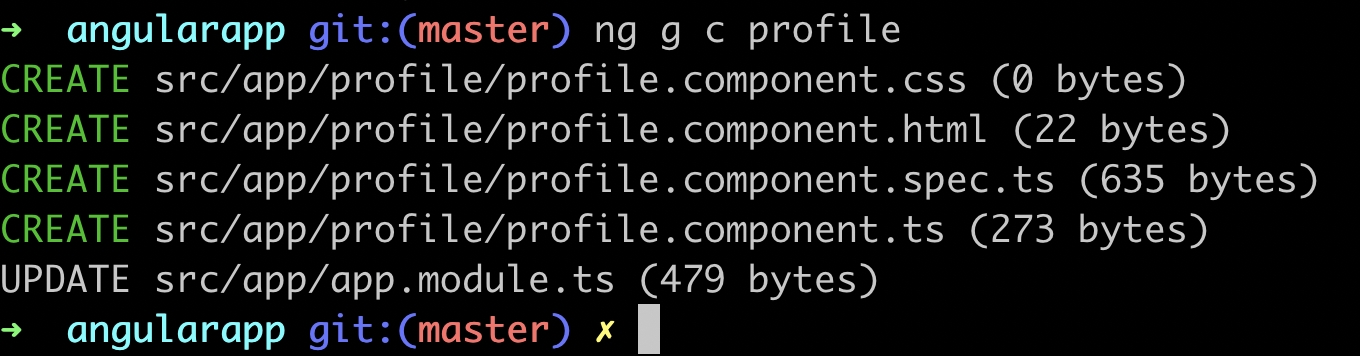 ➜  angularapp git:(master) ng g c profile
CREATE src/app/profile/profile.component.css (0 bytes)
CREATE src/app/profile/profile.component.html (22 bytes)
CREATE src/app/profile/profile.component.spec.ts (635 bytes)
CREATE src/app/profile/profile.component.ts (273 bytes)
UPDATE src/app/app.module.ts (479 bytes)
➜  angularapp git:(master) ✗